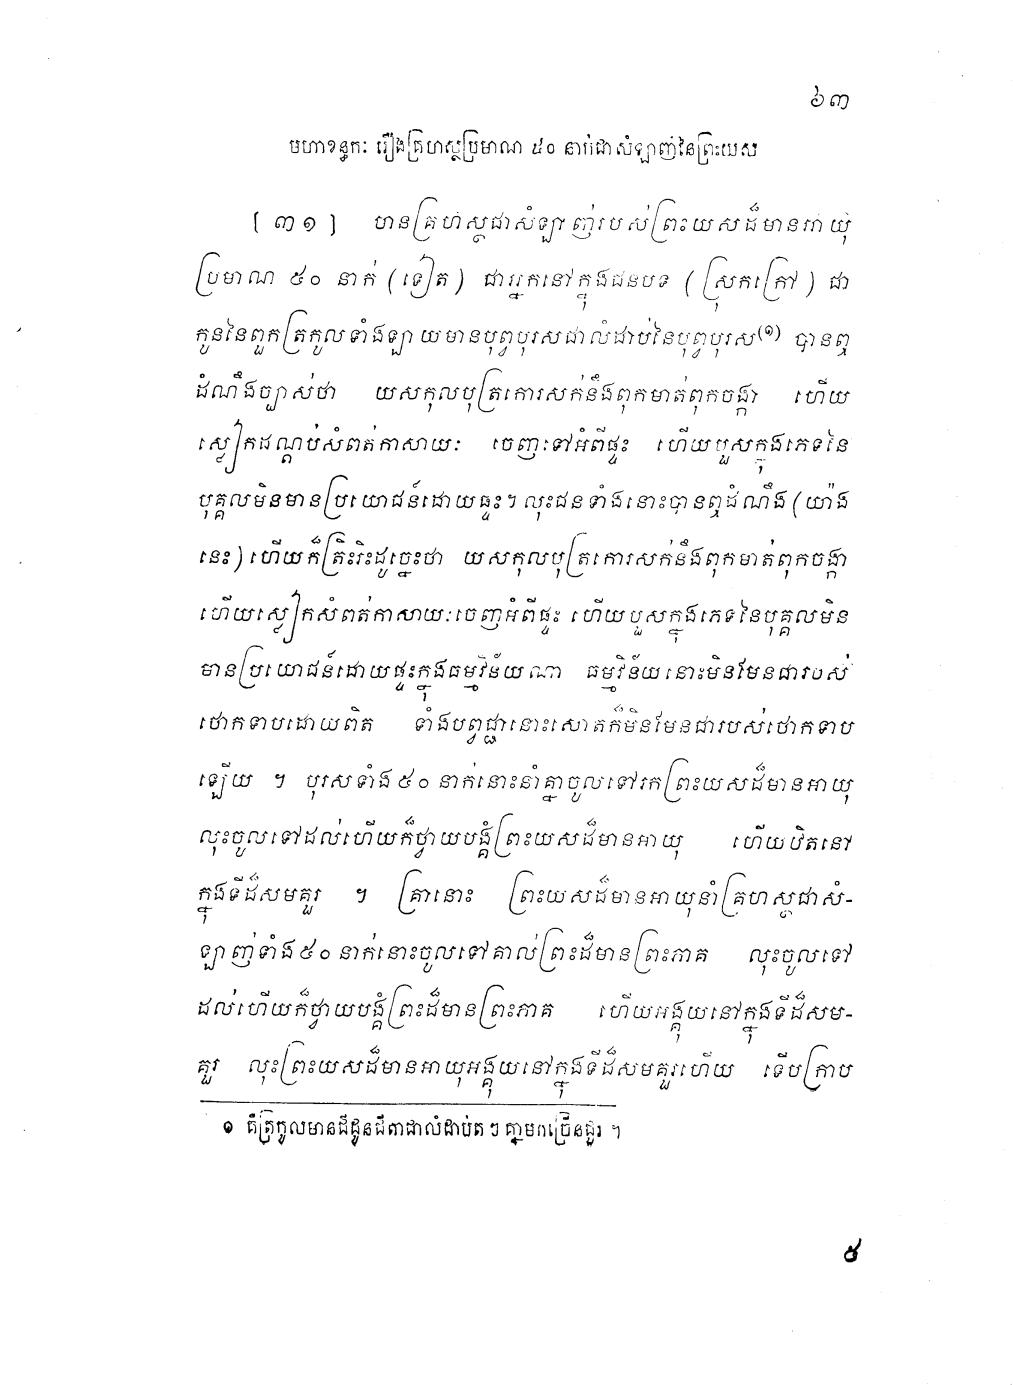 ៦៣
មហាខន្ធកៈ រឿងគ្រហស្ថប្រមាណ ៥០ នាក់ជាសំឡាញ់នៃព្រះយស
[ ៣១ ] មានគ្រហស្ថជាសំឡាញ់របស់ព្រះយសដ៏មានអាយុ
ប្រមាណ ៥០ នាក់ (ទៀត) ជាអ្នកនៅក្នុងជនបទ (ស្រុកក្រៅ) ជា
កូននៃពួកត្រកូលទាំងឡាយមានបុព្វបុរសជាលំដាប់នៃបុព្វបុរស(១) បានឮ
ដំណឹងច្បាស់ថា យសកុលបុត្រកោរសក់នឹងពុកមាត់ពុកចង្កា ហើយ
ស្លៀកដណ្តប់សំពត់កាសាយៈ ចេញទៅអំពីផ្ទះ ហើយបួសក្នុងភេទនៃ
បុគ្គលមិនមានប្រយោជន៍ដោយផ្ទះ។ លុះជនទាំងនោះបានឮដំណឹង (យ៉ាង
នេះ) ហើយក៏ត្រិះរិះដូច្នេះថា យសកុលបុត្រកោរសក់នឹងពុកមាត់ពុកចង្កា
ហើយស្លៀកសំពត់កាសាយៈចេញអំពីផ្ទះ ហើយបួសក្នុងភេទនៃបុគ្គលមិន
មានប្រយោជន៍ដោយផ្ទះក្នុងធម្មវិន័យណា ធម្មវិន័យនោះមិនមែនជារបស់
ថោកទាបដោយពិត ទាំងបព្វជ្ជានោះសោតក៏មិនមែនជារបស់ថោកទាប
ឡើយ ។ បុរសទាំង ៥០ នាក់នោះនាំគ្នាចូលទៅរកព្រះយសដ៏មានអាយុ
លុះចូលទៅដល់ហើយក៏ថ្វាយបង្គំព្រះយសដ៏មានអាយុ ហើយឋិតនៅ
ក្នុងទីដ៏សមគួរ ។ គ្រានោះ ព្រះយសដ៏មានអាយុនាំគ្រហស្ថជាសំ-
ឡាញ់ទាំង ៥០ នាក់នោះចូលទៅគាល់ព្រះដ៏មានព្រះភាគ លុះចូលទៅ
ដល់ហើយក៏ថ្វាយបង្គំព្រះដ៏មានព្រះភាគ ហើយអង្គុយនៅក្នុងទីដ៏សម-
គួរ លុះព្រះយសដ៏មានអាយុអង្គុយនៅក្នុងទីដ៏សមគួរហើយ ទើបក្រាប
១ គឺត្រកូលមានជីដូនជីតាជាលំដាប់តៗ គ្នាមកច្រើនជួរ ។
៥